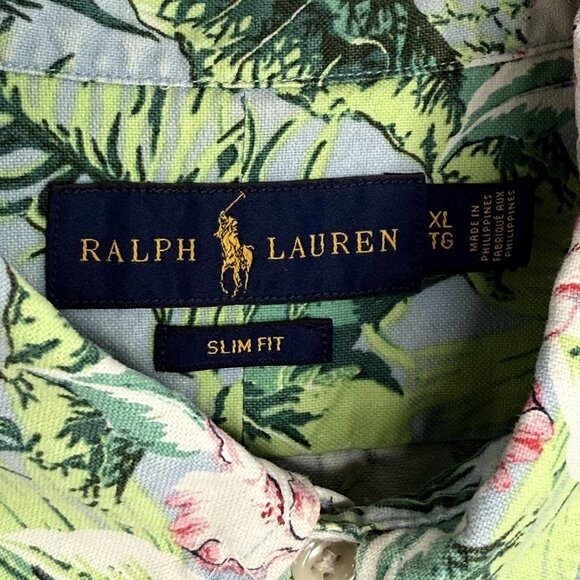 RALPH LAUREN
XL
TG
MADE IN
PHILIPPINES
FABRIQUÉ AUX
PHILIPPINES
SLIM FIT